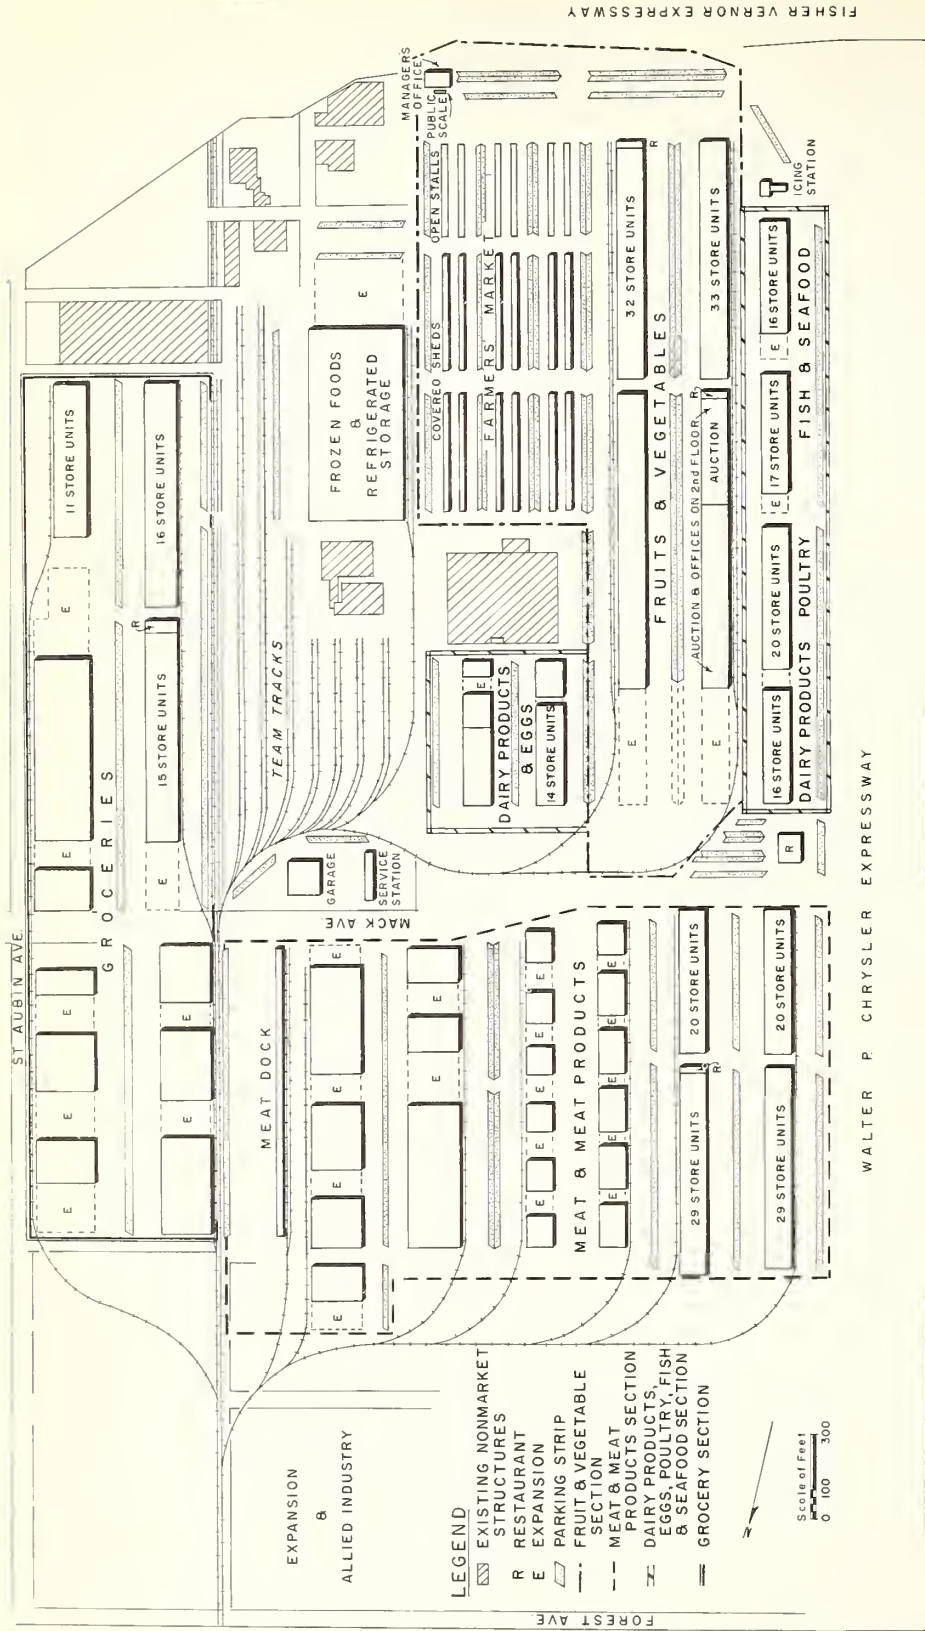 ST AUBIN AVE.
FOREST AVE.
MACK AVE.
FISHER VERNOR EXPRESSWAY
WALTER P. CHRYSLER EXPRESSWAY
GROCERIES
E
E
E
E
E
E
E
E
11 STORE UNITS
15 STORE UNITS
R
16 STORE UNITS
TEAM TRACKS
GARAGE
SERVICE
STATION
FROZEN FOODS
&
REFRIGERATED
STORAGE
E
MEAT DOCK
E
E
E
E
E
E
MEAT & MEAT PRODUCTS
E
E
E
E
E
E
E
E
E
E
29 STORE UNITS
R
20 STORE UNITS
29 STORE UNITS
20 STORE UNITS
DAIRY PRODUCTS
& EGGS
E
14 STORE UNITS
MANAGER'S
OFFICE
PUBLIC
SCALE
OPEN STALLS
COVERED SHEDS
FARMERS' MARKET
FRUITS & VEGETABLES
E
32 STORE UNITS
R
E
AUCTION & OFFICES ON 2nd FLOOR
AUCTION
R
33 STORE UNITS
R
16 STORE UNITS
20 STORE UNITS
E
17 STORE UNITS
E
16 STORE UNITS
DAIRY PRODUCTS POULTRY FISH & SEAFOOD
ICING
STATION
EXPANSION
&
ALLIED INDUSTRY
LEGEND
EXISTING NONMARKET
STRUCTURES
R RESTAURANT
E EXPANSION
PARKING STRIP
FRUIT & VEGETABLE
SECTION
MEAT & MEAT
PRODUCTS SECTION
DAIRY PRODUCTS,
EGGS, POULTRY, FISH
& SEAFOOD SECTION
GROCERY SECTION
N
Scale of Feet
0 100 300